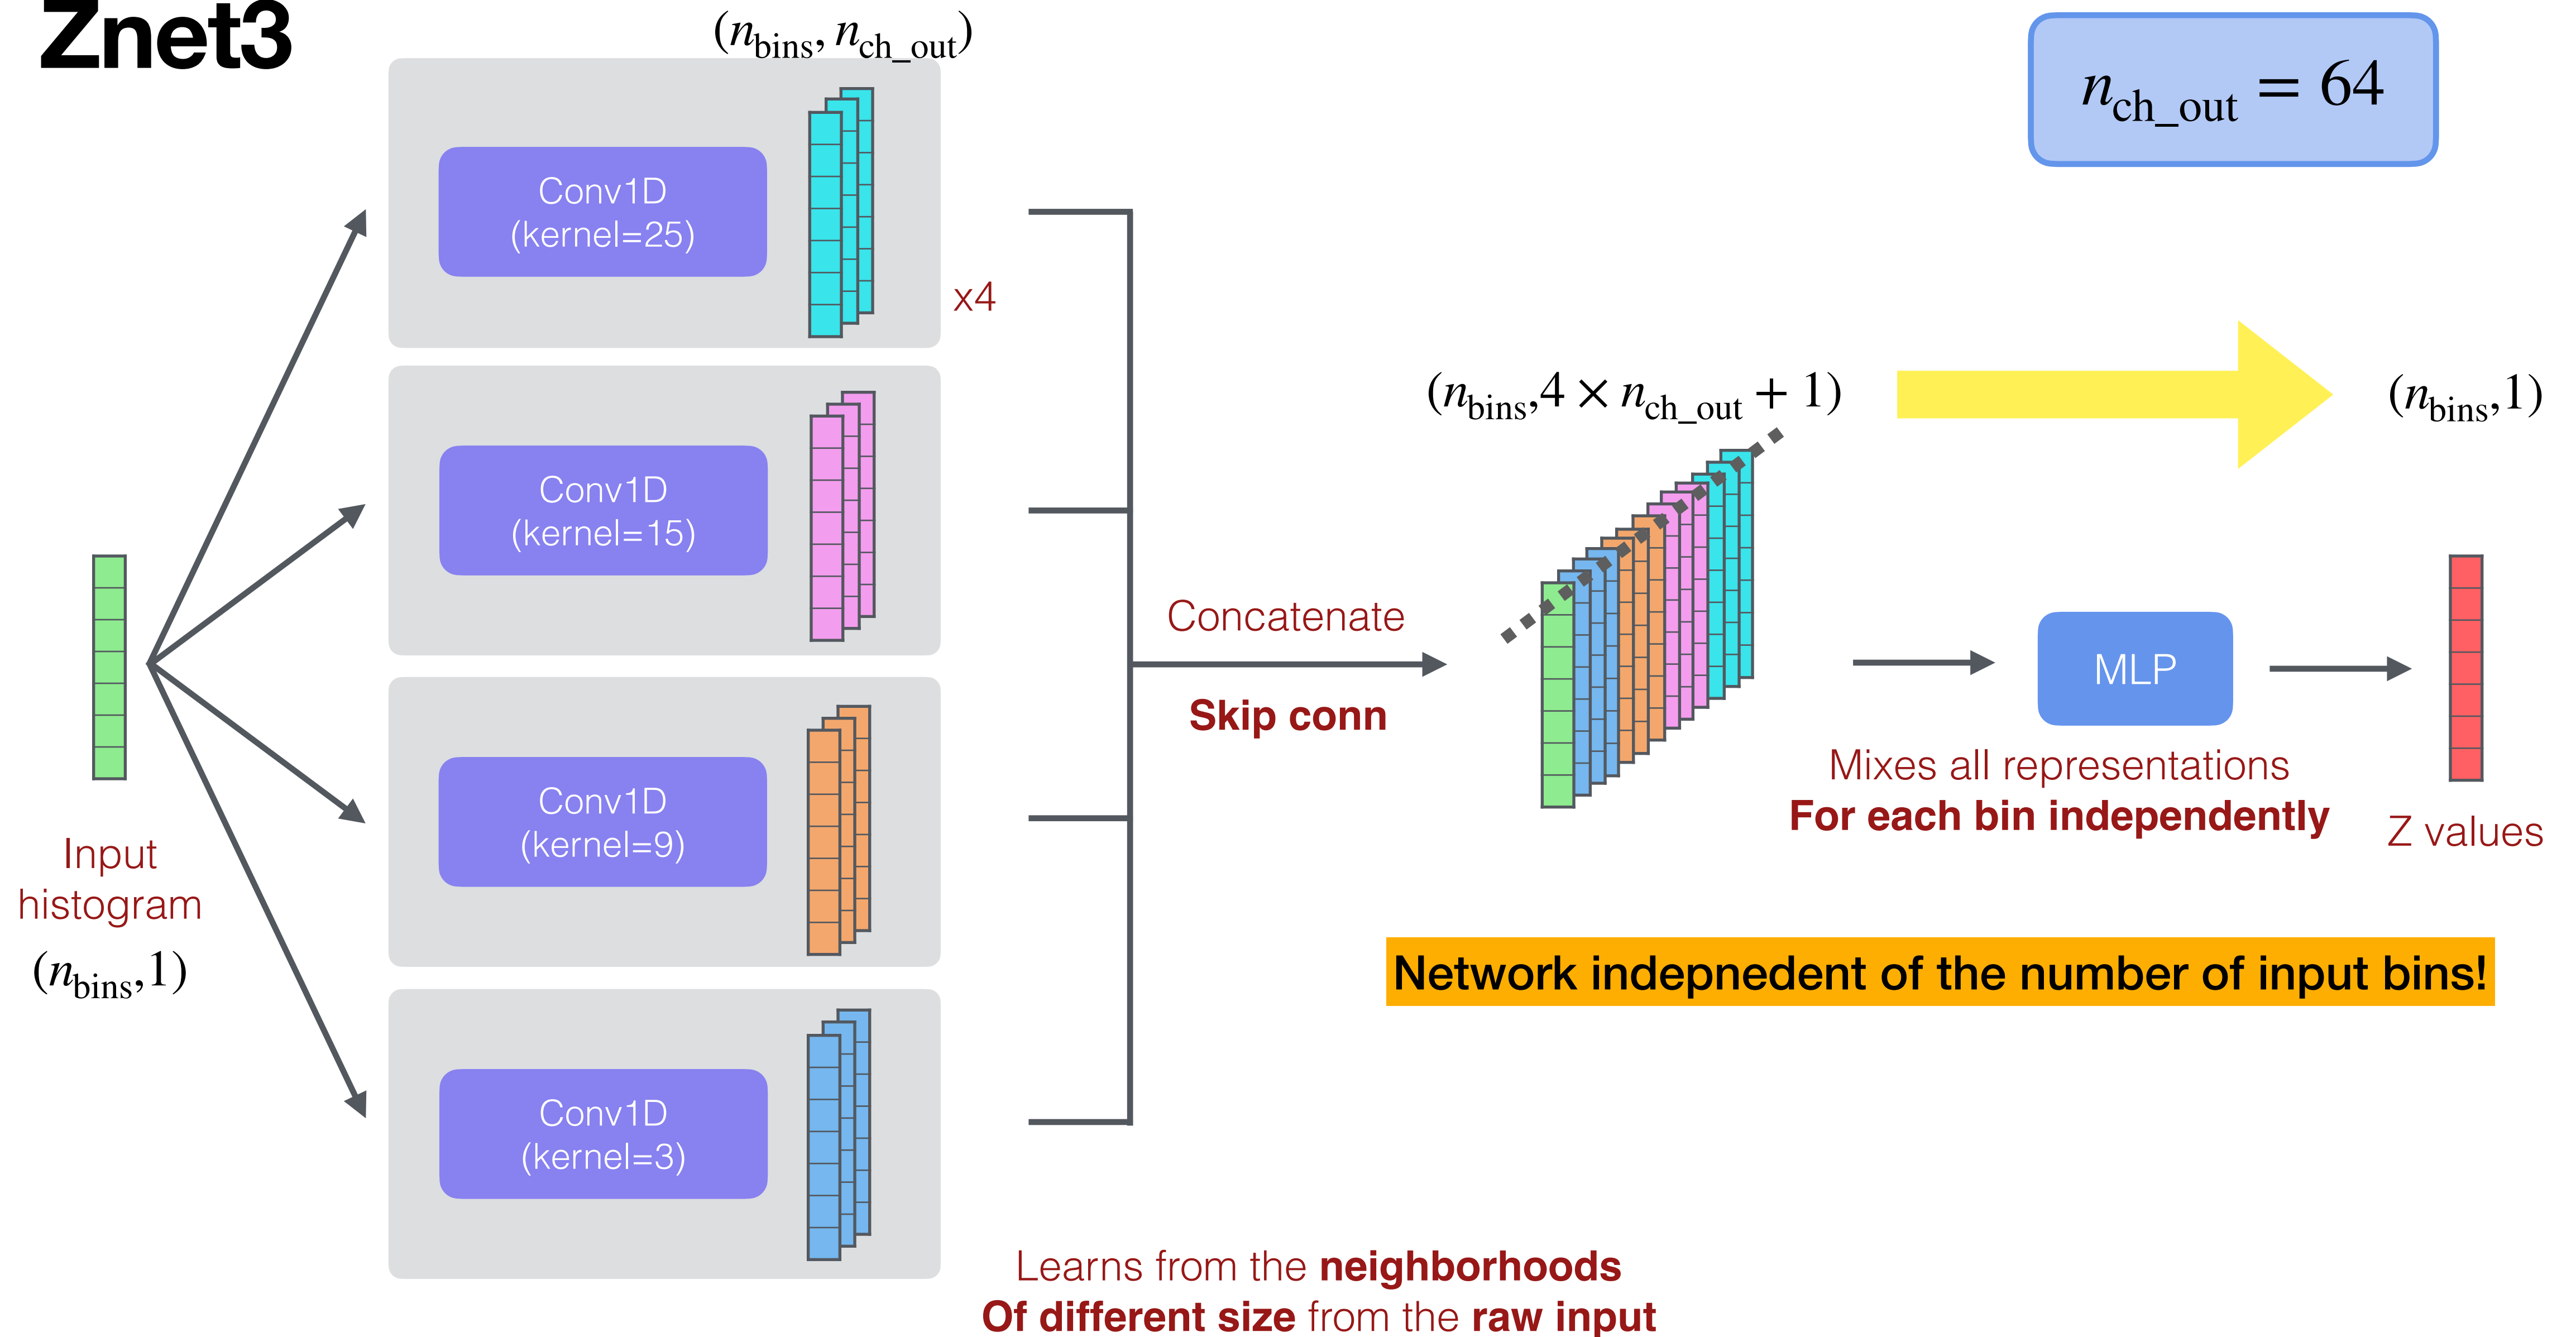 Znet3
(n_bins, n_ch_out)
n_ch_out = 64
Conv1D
(kernel=25)
x4
Conv1D
(kernel=15)
Conv1D
(kernel=9)
Conv1D
(kernel=3)
Input
histogram
(n_bins,1)
Concatenate
Skip conn
(n_bins,4 × n_ch_out + 1)
(n_bins,1)
MLP
Mixes all representations
For each bin independently
Z values
Network indepnedent of the number of input bins!
Learns from the neighborhoods
Of different size from the raw input